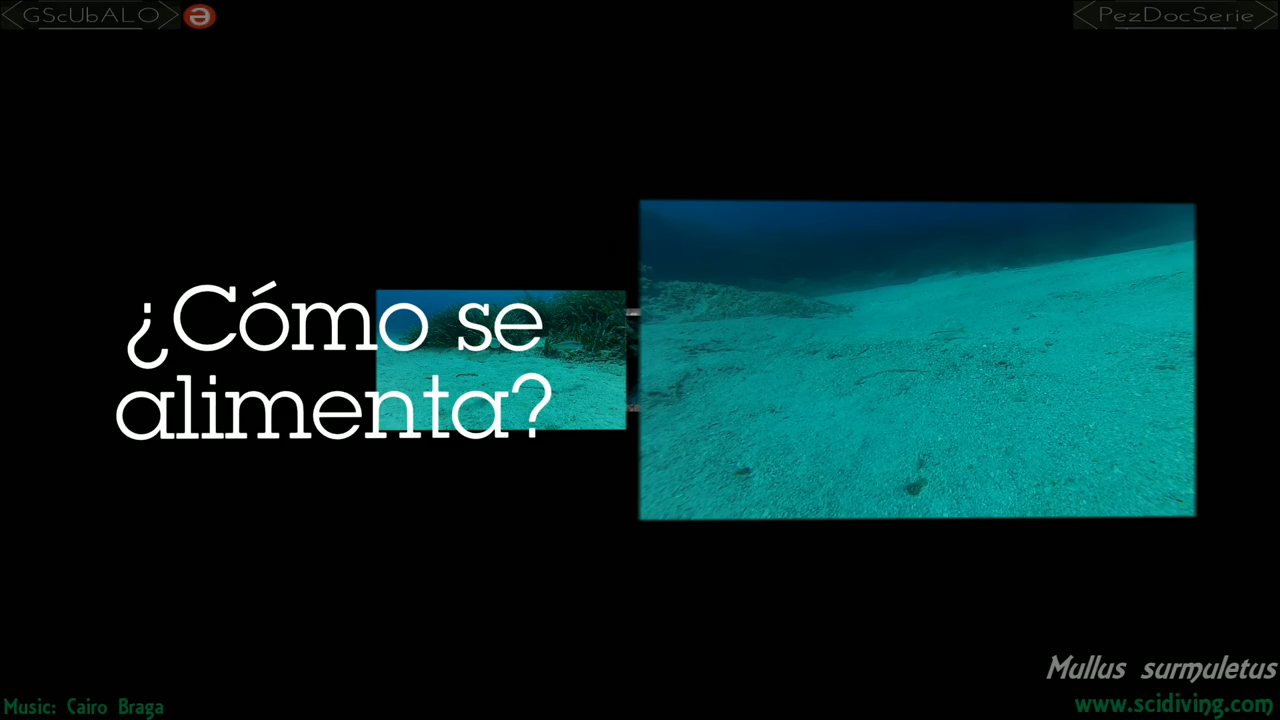 GScUbALO
PezDocSerie
¿Cómo se
alimenta?
Mullus surmuletus
Music: Cairo Braga
www.scidiving.com